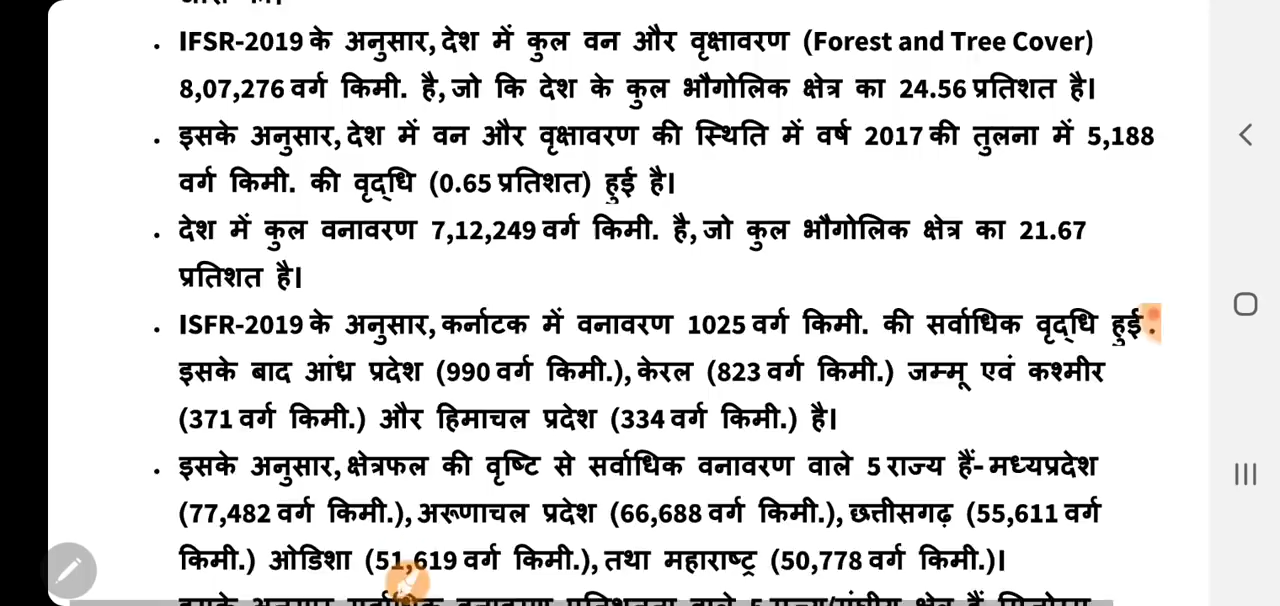 • IFSR-2019 के अनुसार, देश में कुल वन और वृक्षावरण (Forest and Tree Cover)
8,07,276 वर्ग किमी. है, जो कि देश के कुल भौगोलिक क्षेत्र का 24.56 प्रतिशत है।
• इसके अनुसार, देश में वन और वृक्षावरण की स्थिति में वर्ष 2017 की तुलना में 5,188
वर्ग किमी. की वृद्धि (0.65 प्रतिशत) हुई है।
• देश में कुल वनावरण 7,12,249 वर्ग किमी. है, जो कुल भौगोलिक क्षेत्र का 21.67
प्रतिशत है।
• ISFR-2019 के अनुसार, कर्नाटक में वनावरण 1025 वर्ग किमी. की सर्वाधिक वृद्धि हुई.
इसके बाद आंध्र प्रदेश (990 वर्ग किमी.), केरल (823 वर्ग किमी.) जम्मू एवं कश्मीर
(371 वर्ग किमी.) और हिमाचल प्रदेश (334 वर्ग किमी.) है।
• इसके अनुसार, क्षेत्रफल की वृष्टि से सर्वाधिक वनावरण वाले 5 राज्य हैं- मध्यप्रदेश
(77,482 वर्ग किमी.), अरूणाचल प्रदेश (66,688 वर्ग किमी.), छत्तीसगढ़ (55,611 वर्ग
किमी.) ओडिशा (51,619 वर्ग किमी.), तथा महाराष्ट्र (50,778 वर्ग किमी.)।